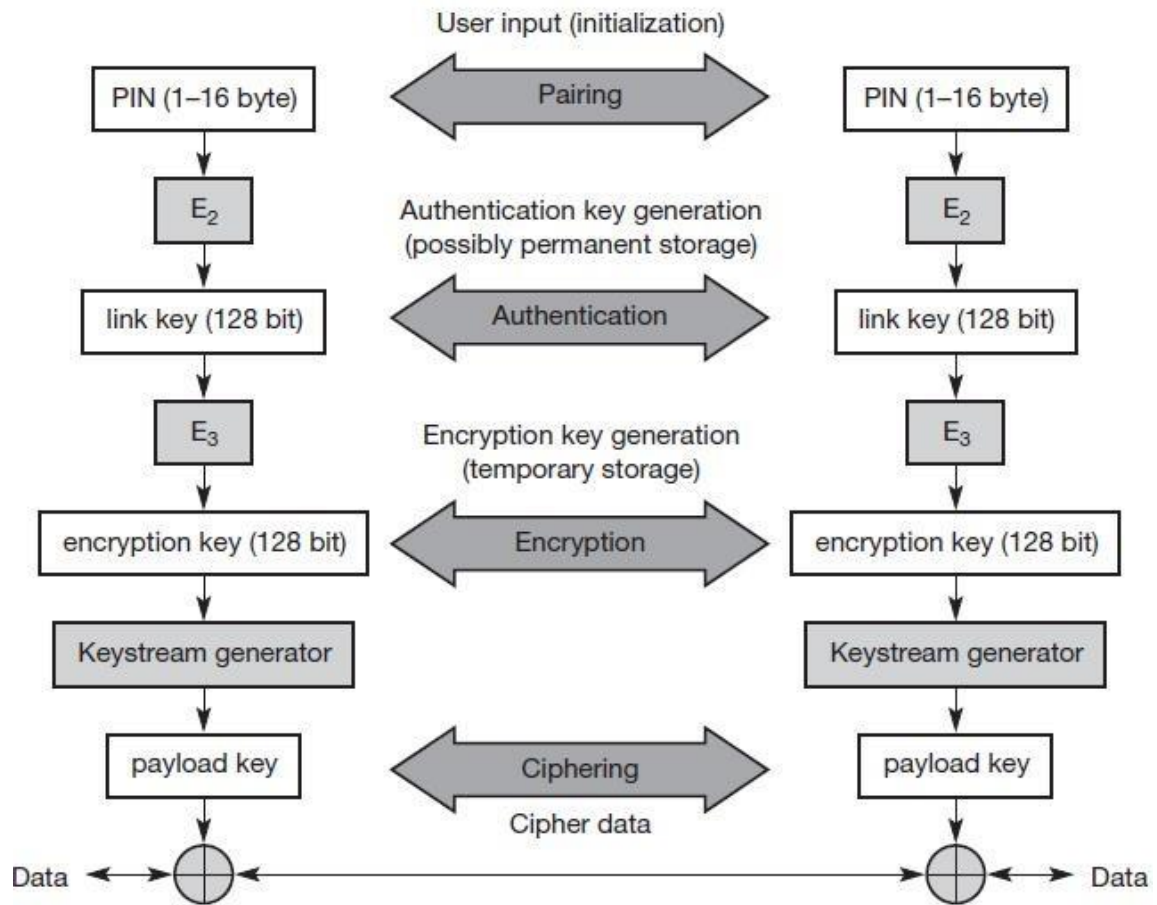 User input (initialization)
PIN (1–16 byte)
Pairing
PIN (1–16 byte)
E₂
Authentication key generation
(possibly permanent storage)
E₂
link key (128 bit)
Authentication
link key (128 bit)
E₃
Encryption key generation
(temporary storage)
E₃
encryption key (128 bit)
Encryption
encryption key (128 bit)
Keystream generator
Keystream generator
payload key
Ciphering
payload key
Cipher data
Data
Data